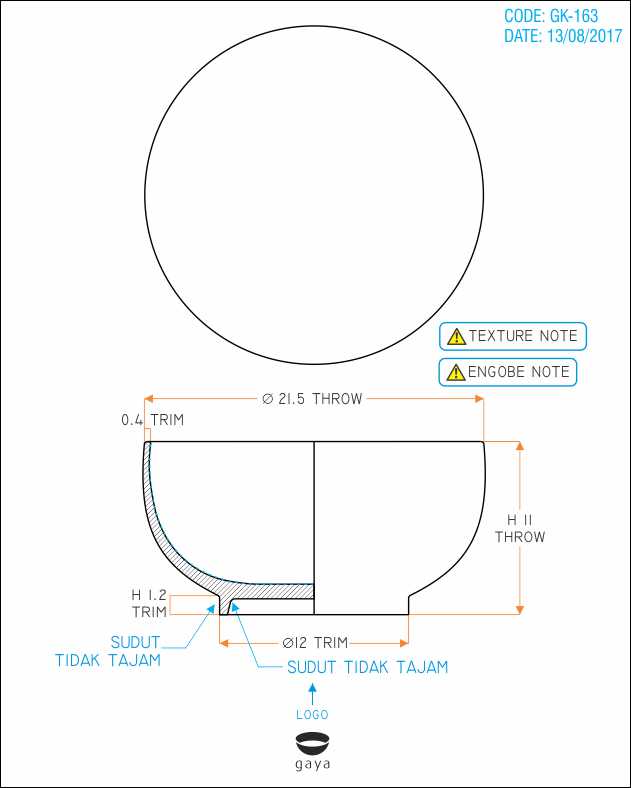 CODE: GK-163
DATE: 13/08/2017
TEXTURE NOTE
ENGOBE NOTE
Ø 21.5 THROW
0.4 TRIM
H 11
THROW
H 1.2
TRIM
Ø12 TRIM
SUDUT
TIDAK TAJAM
SUDUT TIDAK TAJAM
LOGO
gaya